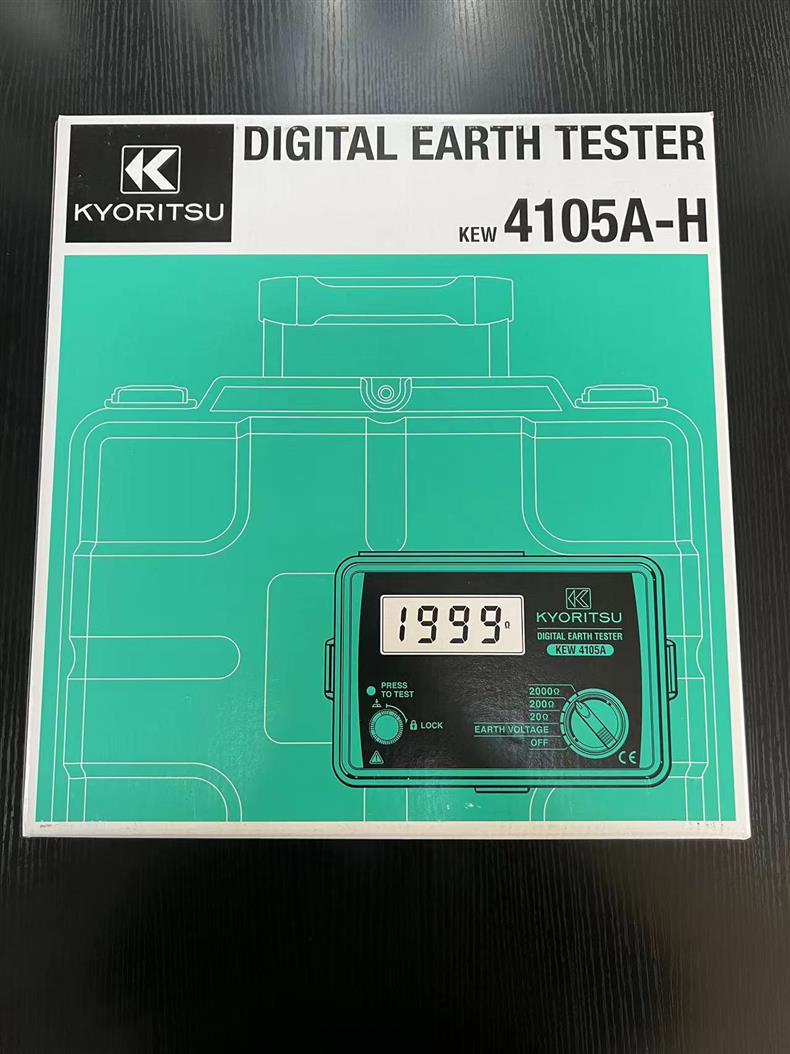 KYORITSU
DIGITAL EARTH TESTER
KEW 4105A-H
1999 Ω
KYORITSU
DIGITAL EARTH TESTER
KEW 4105A
PRESS
TO TEST
LOCK
2000Ω
200Ω
20Ω
EARTH VOLTAGE
OFF
CE